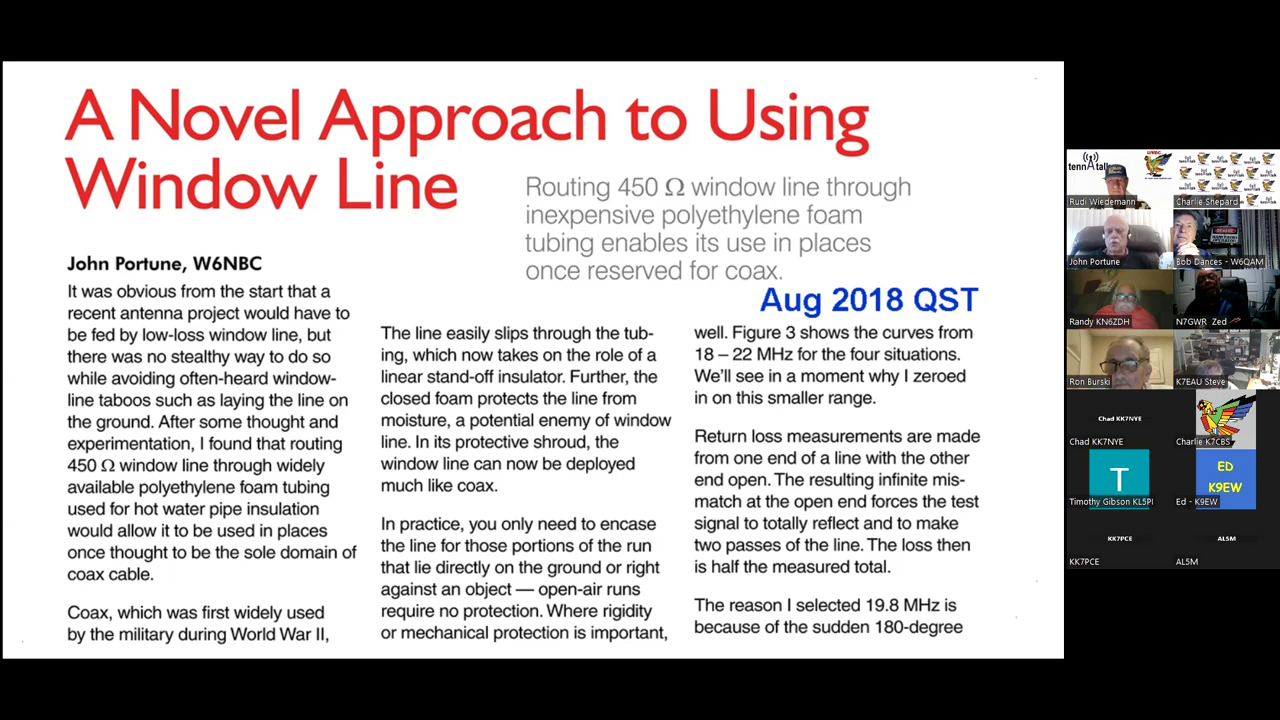 A Novel Approach to Using
Window Line
Routing 450 Ω window line through
inexpensive polyethylene foam
tubing enables its use in places
once reserved for coax.
Aug 2018 QST
John Portune, W6NBC
It was obvious from the start that a
recent antenna project would have to
be fed by low-loss window line, but
there was no stealthy way to do so
while avoiding often-heard window-
line taboos such as laying the line on
the ground. After some thought and
experimentation, I found that routing
450 Ω window line through widely
available polyethylene foam tubing
used for hot water pipe insulation
would allow it to be used in places
once thought to be the sole domain of
coax cable.
Coax, which was first widely used
by the military during World War II,
The line easily slips through the tub-
ing, which now takes on the role of a
linear stand-off insulator. Further, the
closed foam protects the line from
moisture, a potential enemy of window
line. In its protective shroud, the
window line can now be deployed
much like coax.
In practice, you only need to encase
the line for those portions of the run
that lie directly on the ground or right
against an object — open-air runs
require no protection. Where rigidity
or mechanical protection is important,
well. Figure 3 shows the curves from
18 – 22 MHz for the four situations.
We'll see in a moment why I zeroed
in on this smaller range.
Return loss measurements are made
from one end of a line with the other
end open. The resulting infinite mis-
match at the open end forces the test
signal to totally reflect and to make
two passes of the line. The loss then
is half the measured total.
The reason I selected 19.8 MHz is
because of the sudden 180-degree
Rudi Wiedemann
Charlie Shepard
John Portune
Bob Dances - W6QAM
Randy KN6ZDH
N7GWR Zed
Ron Burski
K7EAU Steve
Chad KK7NYE
Chad KK7NYE
Charlie K7CBS
T
Timothy Gibson KL5PI
ED
K9EW
Ed - K9EW
KK7PCE
KK7PCE
AL5M
AL5M